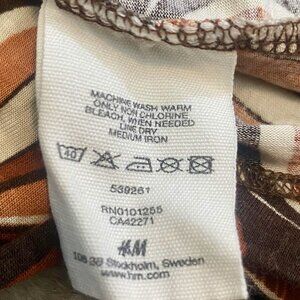 MACHINE WASH WARM
ONLY NON CHLORINE
BLEACH, WHEN NEEDED
LINE DRY
MEDIUM IRON
40
539261
RN0101255
CA42271
H&M
106 38 Stockholm, Sweden
www.hm.com